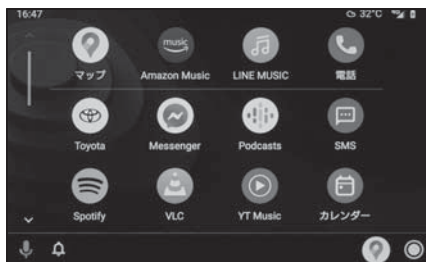 16:47 32°C
マップ Amazon Music LINE MUSIC 電話
music
Toyota Messenger Podcasts SMS
Spotify VLC YT Music カレンダー